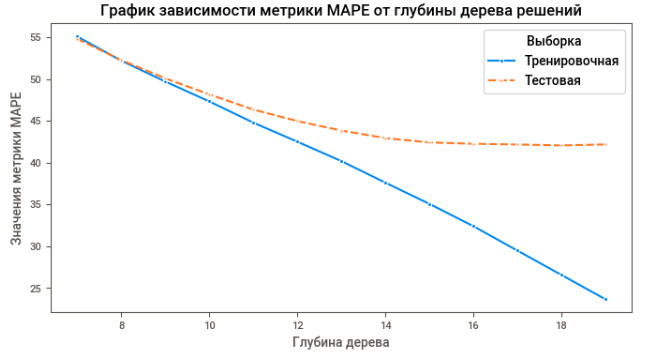 График зависимости метрики MAPE от глубины дерева решений
Выборка
Тренировочная
Тестовая
Значения метрики MAPE
55
50
45
40
35
30
25
8
10
12
14
16
18
Глубина дерева